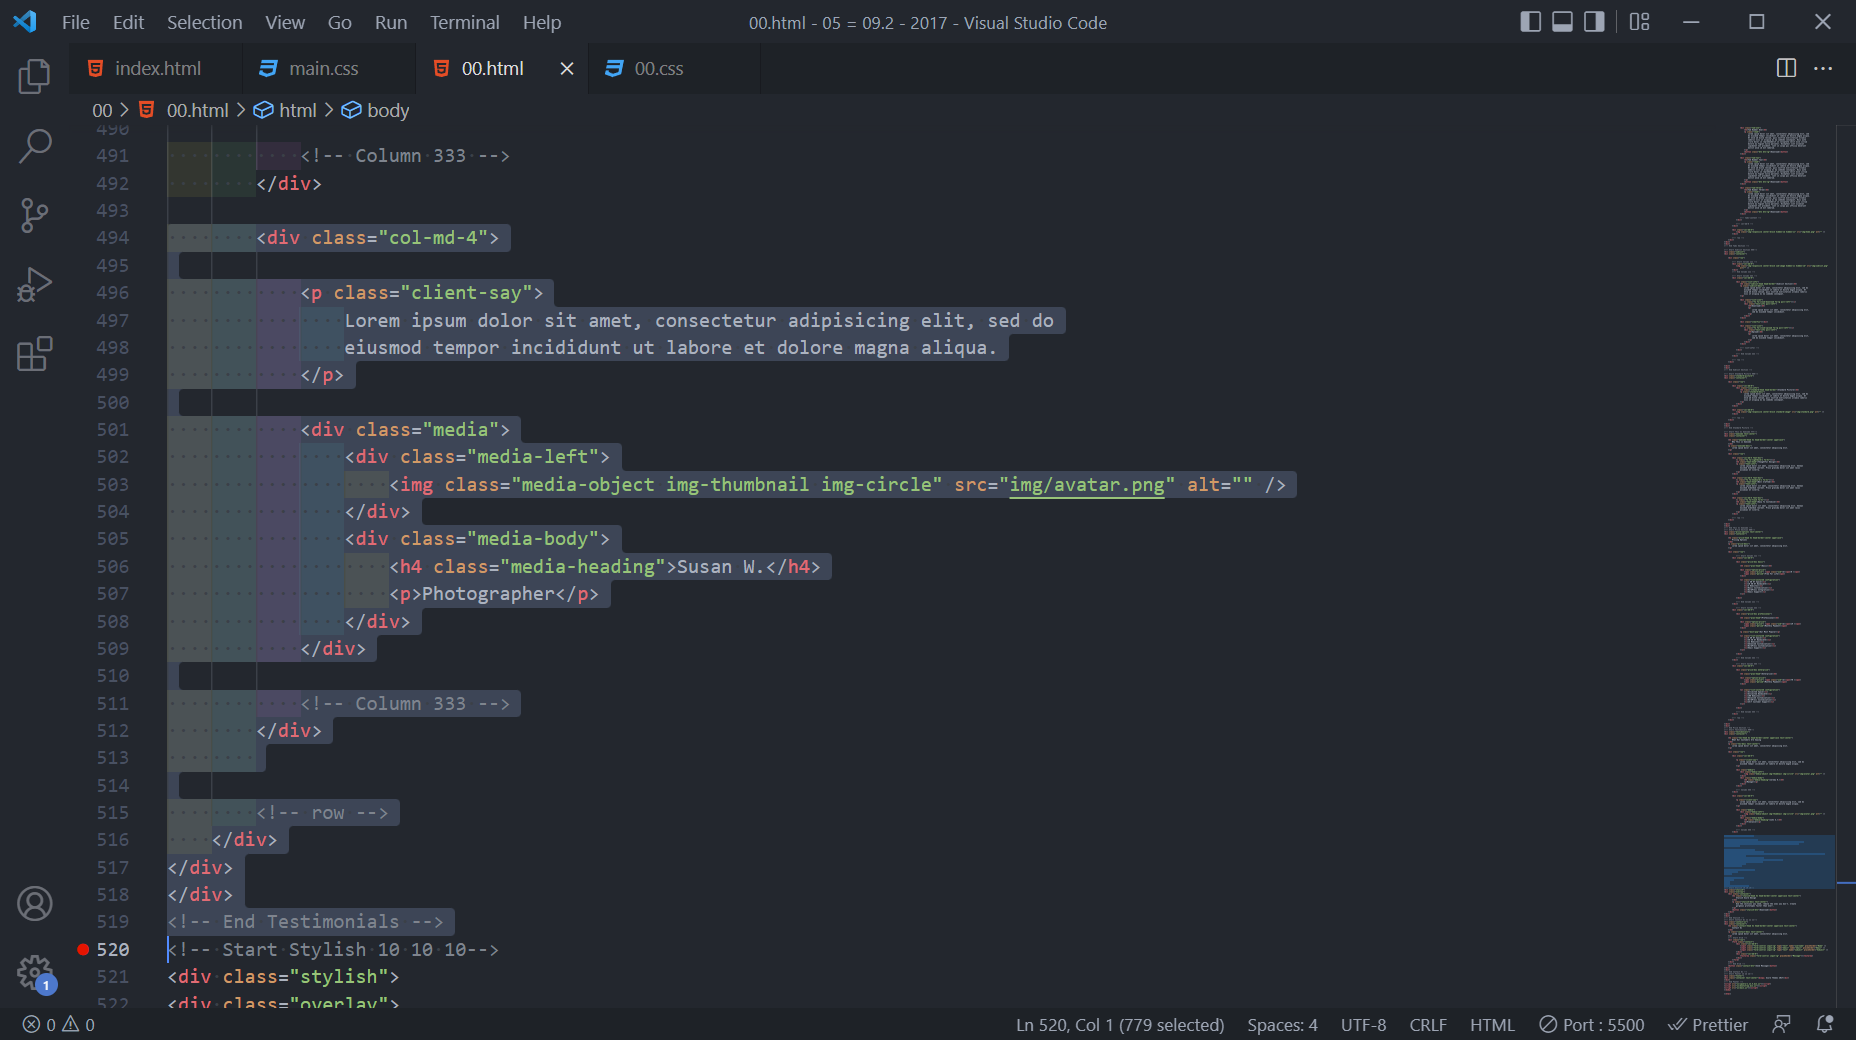 File Edit Selection View Go Run Terminal Help 00.html - 05 = 09.2 - 2017 - Visual Studio Code
index.html main.css 00.html 00.css
00 > 00.html > html > body
490
491 <!-- Column 333 -->
492 </div>
493
494 <div class="col-md-4">
495
496 <p class="client-say">
497 Lorem ipsum dolor sit amet, consectetur adipisicing elit, sed do
498 eiusmod tempor incididunt ut labore et dolore magna aliqua.
499 </p>
500
501 <div class="media">
502 <div class="media-left">
503 <img class="media-object img-thumbnail img-circle" src="img/avatar.png" alt="" />
504 </div>
505 <div class="media-body">
506 <h4 class="media-heading">Susan W.</h4>
507 <p>Photographer</p>
508 </div>
509 </div>
510
511 <!-- Column 333 -->
512 </div>
513
514
515 <!-- row -->
516 </div>
517 </div>
518 </div>
519 <!-- End Testimonials -->
520 <!-- Start Stylish 10 10 10-->
521 <div class="stylish">
522 <div class="overlay">
1
0 0 Ln 520, Col 1 (779 selected) Spaces: 4 UTF-8 CRLF HTML Port : 5500 Prettier